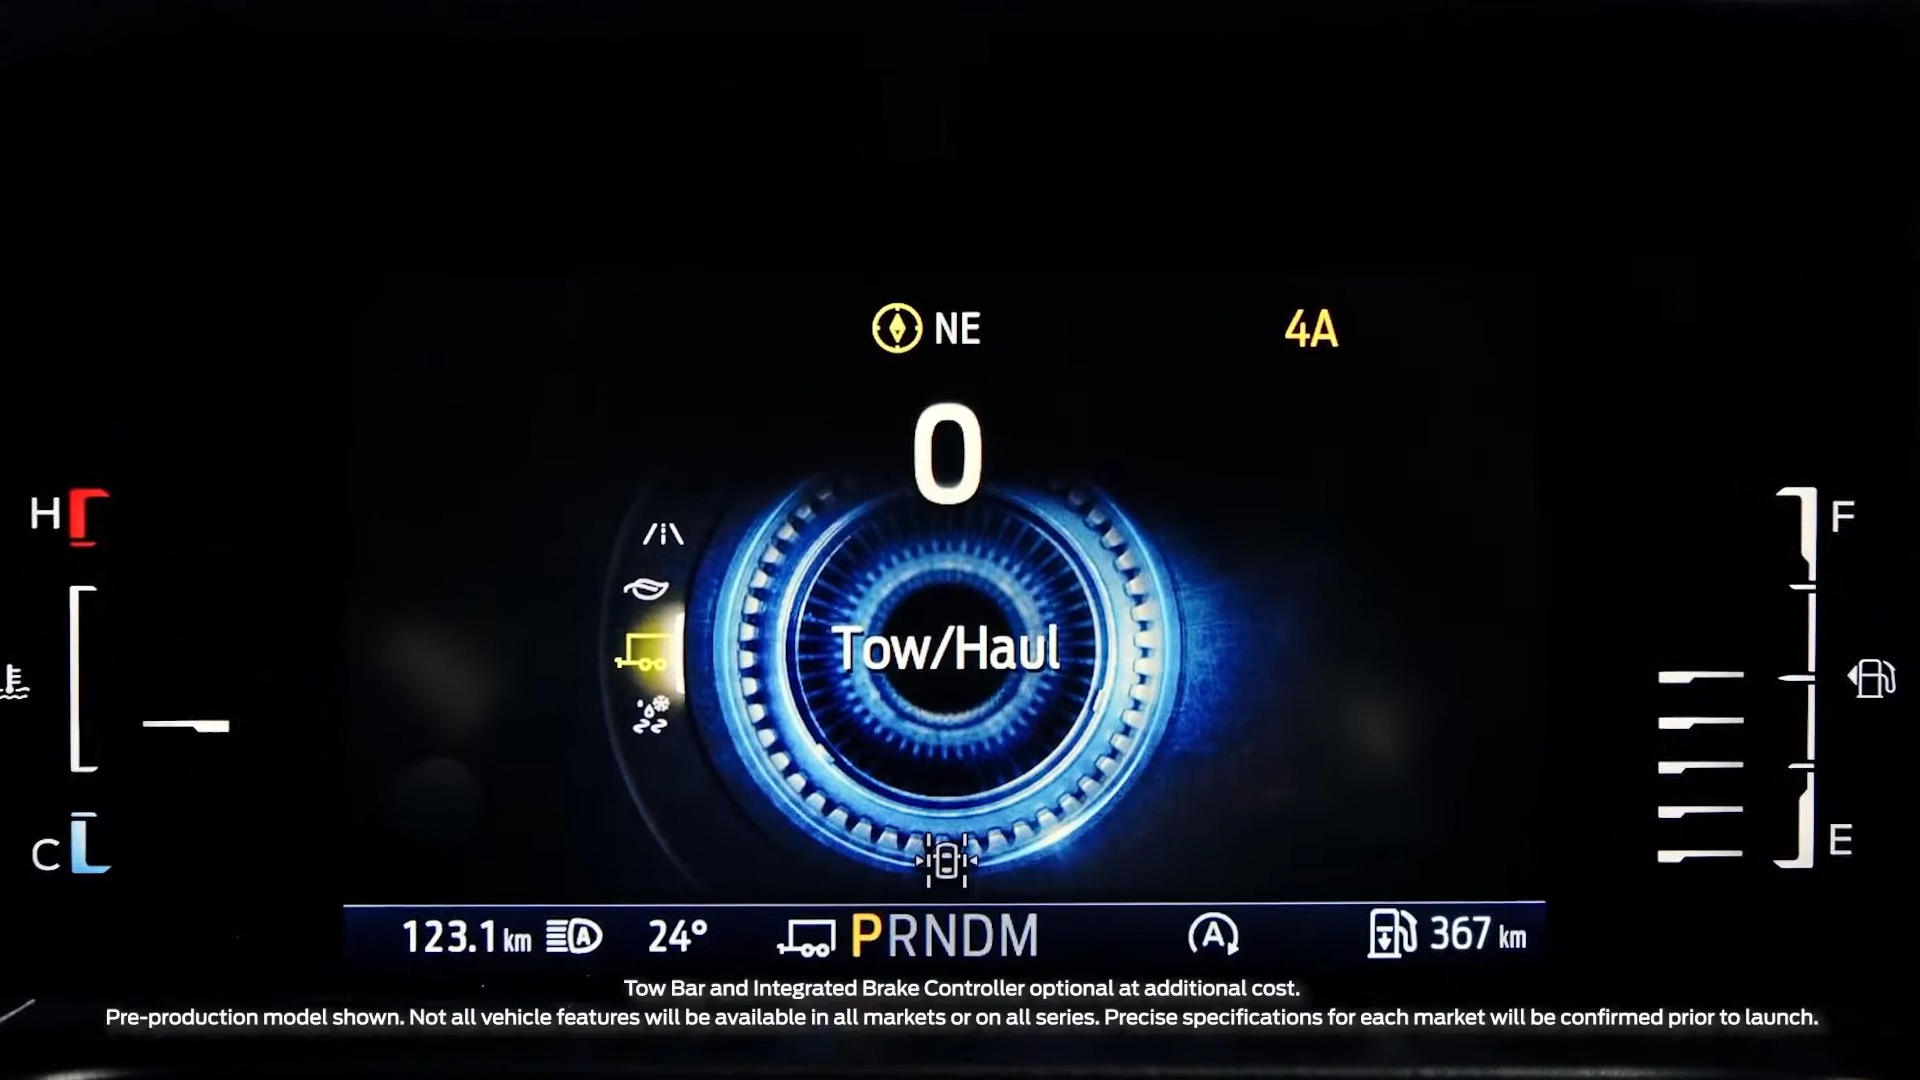 NE
4A
0
H
F
Tow/Haul
C
E
123.1 km
A
24°
PRNDM
A
367 km
Tow Bar and Integrated Brake Controller optional at additional cost.
Pre-production model shown. Not all vehicle features will be available in all markets or on all series. Precise specifications for each market will be confirmed prior to launch.